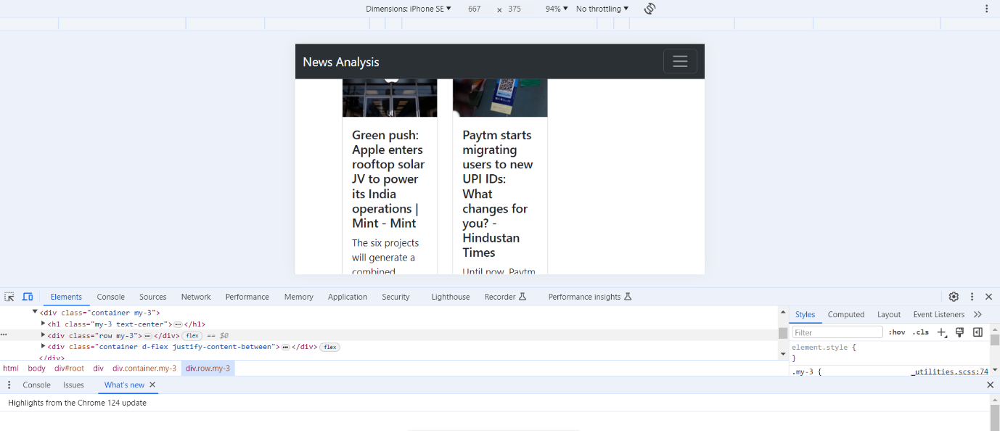 Dimensions: iPhone SE ▼ 667 × 375 94% ▼ No throttling ▼
News Analysis
Green push:
Apple enters
rooftop solar
JV to power
its India
operations |
Mint - Mint
The six projects
will generate a
combined
Paytm starts
migrating
users to new
UPI IDs:
What
changes for
you? -
Hindustan
Times
Until now, Paytm
Elements Console Sources Network Performance Memory Application Security Lighthouse Recorder Performance insights
<div class="container my-3">
<h1 class="my-3 text-center">…</h1>
<div class="row my-3">…</div> flex == $0
<div class="container d-flex justify-content-between">…</div> flex
</div>
html body div#root div div.container.my-3 div.row.my-3
Styles Computed Layout Event Listeners
Filter :hov .cls
element.style {
}
.my-3 { _utilities.scss:74
Console Issues What's new
Highlights from the Chrome 124 update